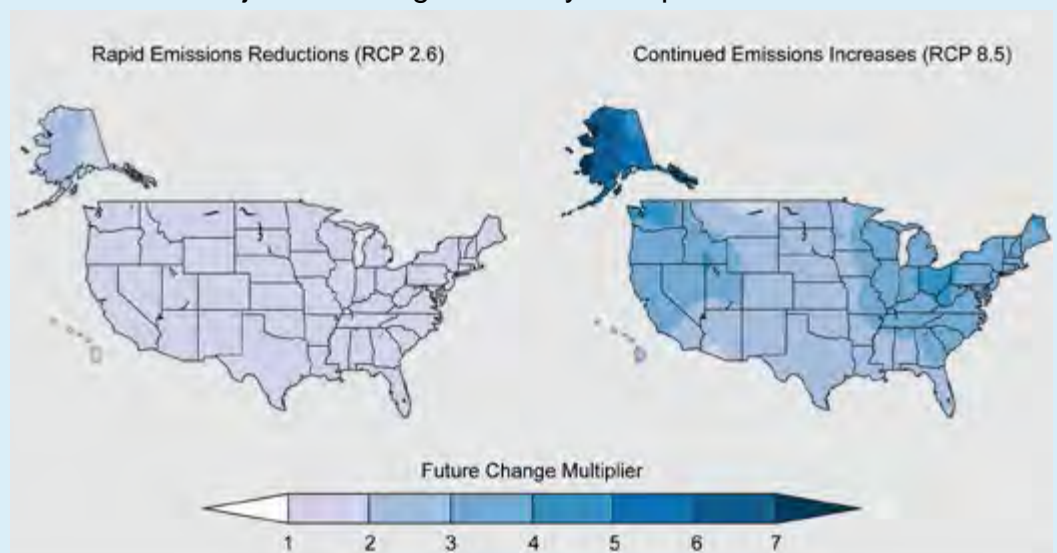 Rapid Emissions Reductions (RCP 2.6)
Continued Emissions Increases (RCP 8.5)
Future Change Multiplier
1 2 3 4 5 6 7